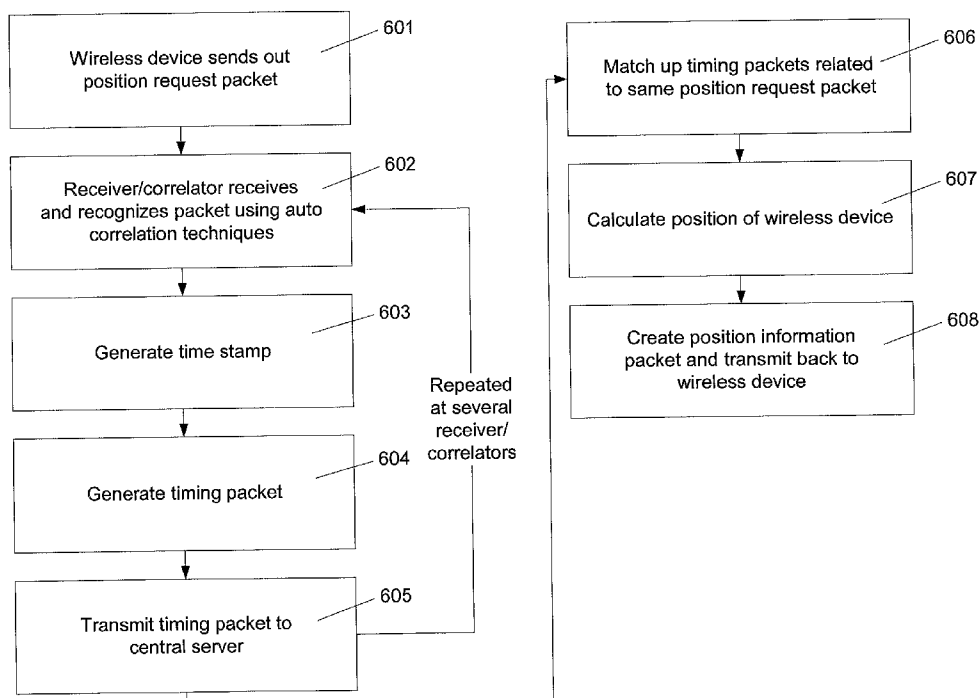 601
Wireless device sends out
position request packet
602
Receiver/correlator receives
and recognizes packet using auto
correlation techniques
603
Generate time stamp
Repeated
at several
receiver/
correlators
604
Generate timing packet
605
Transmit timing packet to
central server
606
Match up timing packets related
to same position request packet
607
Calculate position of wireless device
608
Create position information
packet and transmit back to
wireless device